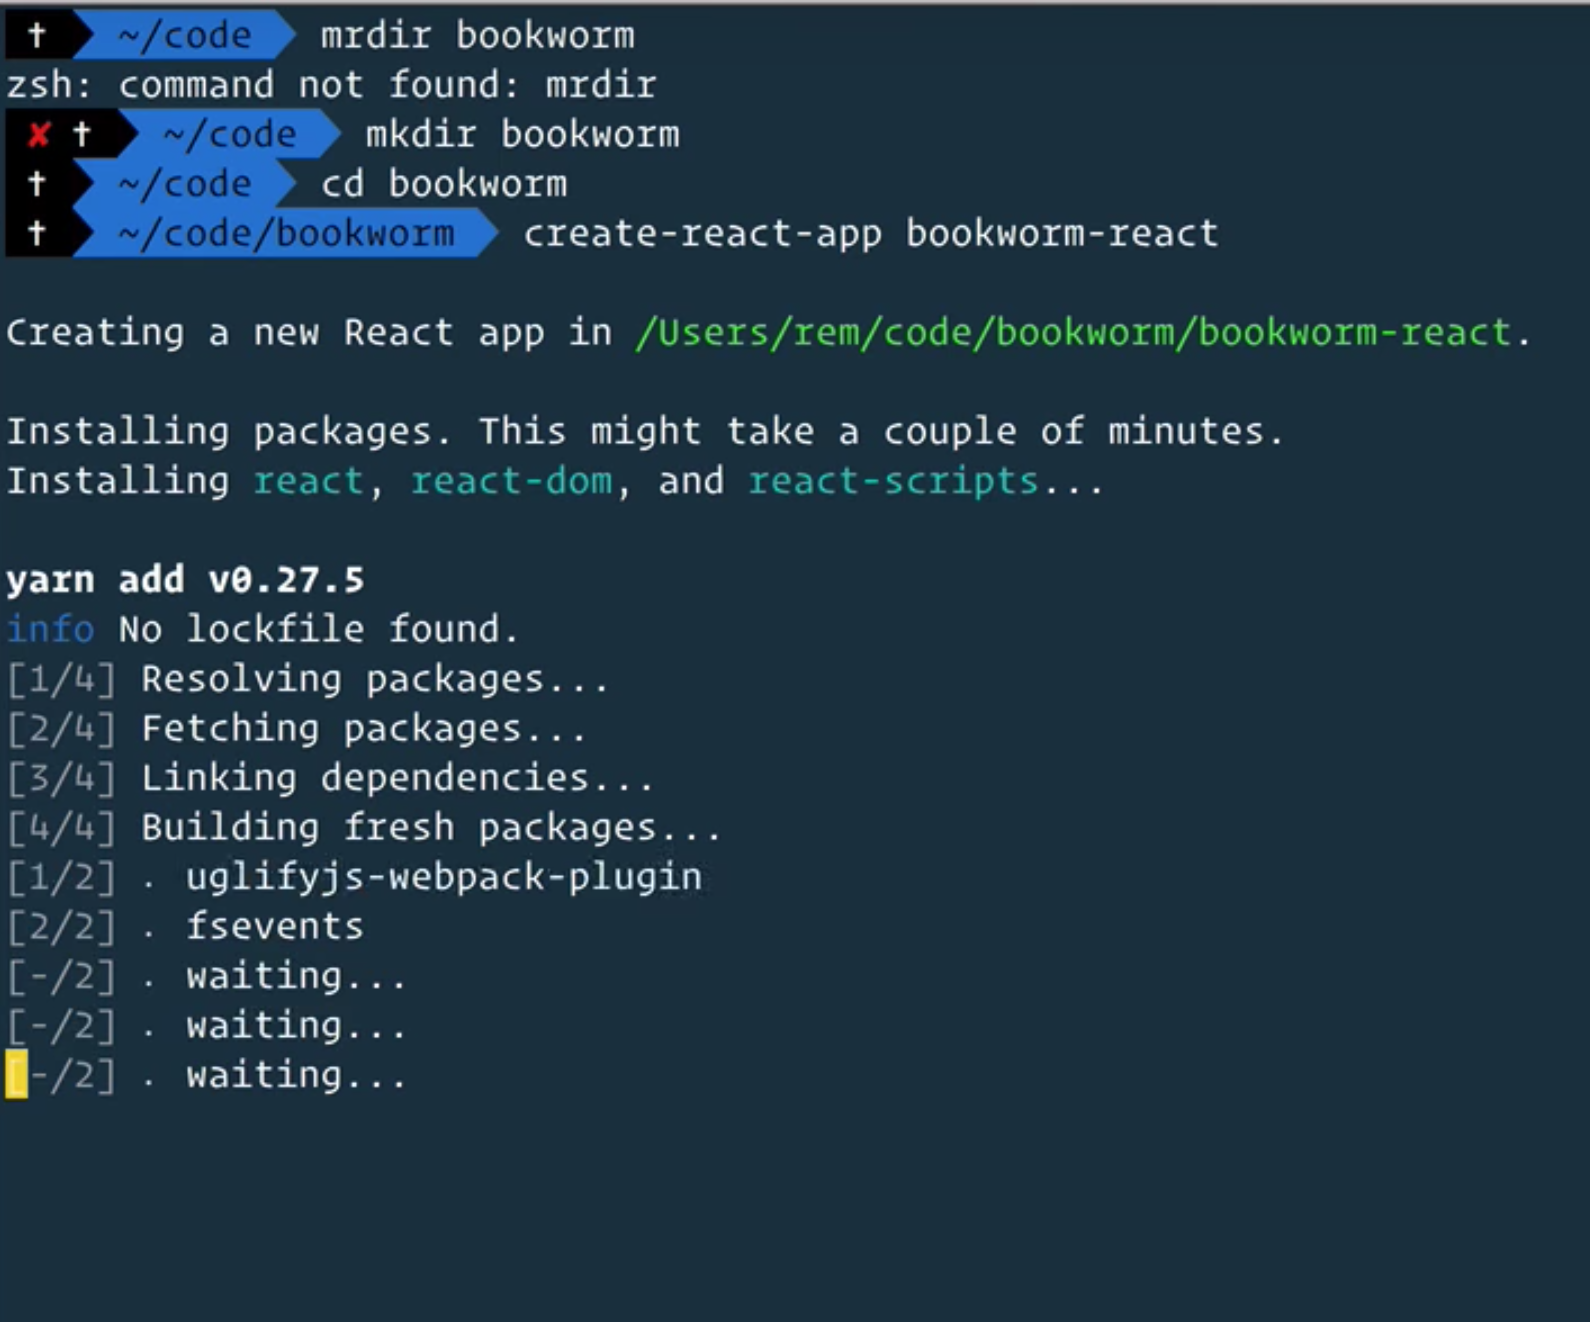 † ~/code mrdir bookworm
zsh: command not found: mrdir
✘ † ~/code mkdir bookworm
† ~/code cd bookworm
† ~/code/bookworm create-react-app bookworm-react
Creating a new React app in /Users/rem/code/bookworm/bookworm-react.
Installing packages. This might take a couple of minutes.
Installing react, react-dom, and react-scripts...
yarn add v0.27.5
info No lockfile found.
[1/4] Resolving packages...
[2/4] Fetching packages...
[3/4] Linking dependencies...
[4/4] Building fresh packages...
[1/2] ⠂ uglifyjs-webpack-plugin
[2/2] ⠂ fsevents
[-/2] ⠂ waiting...
[-/2] ⠂ waiting...
[-/2] ⠂ waiting...